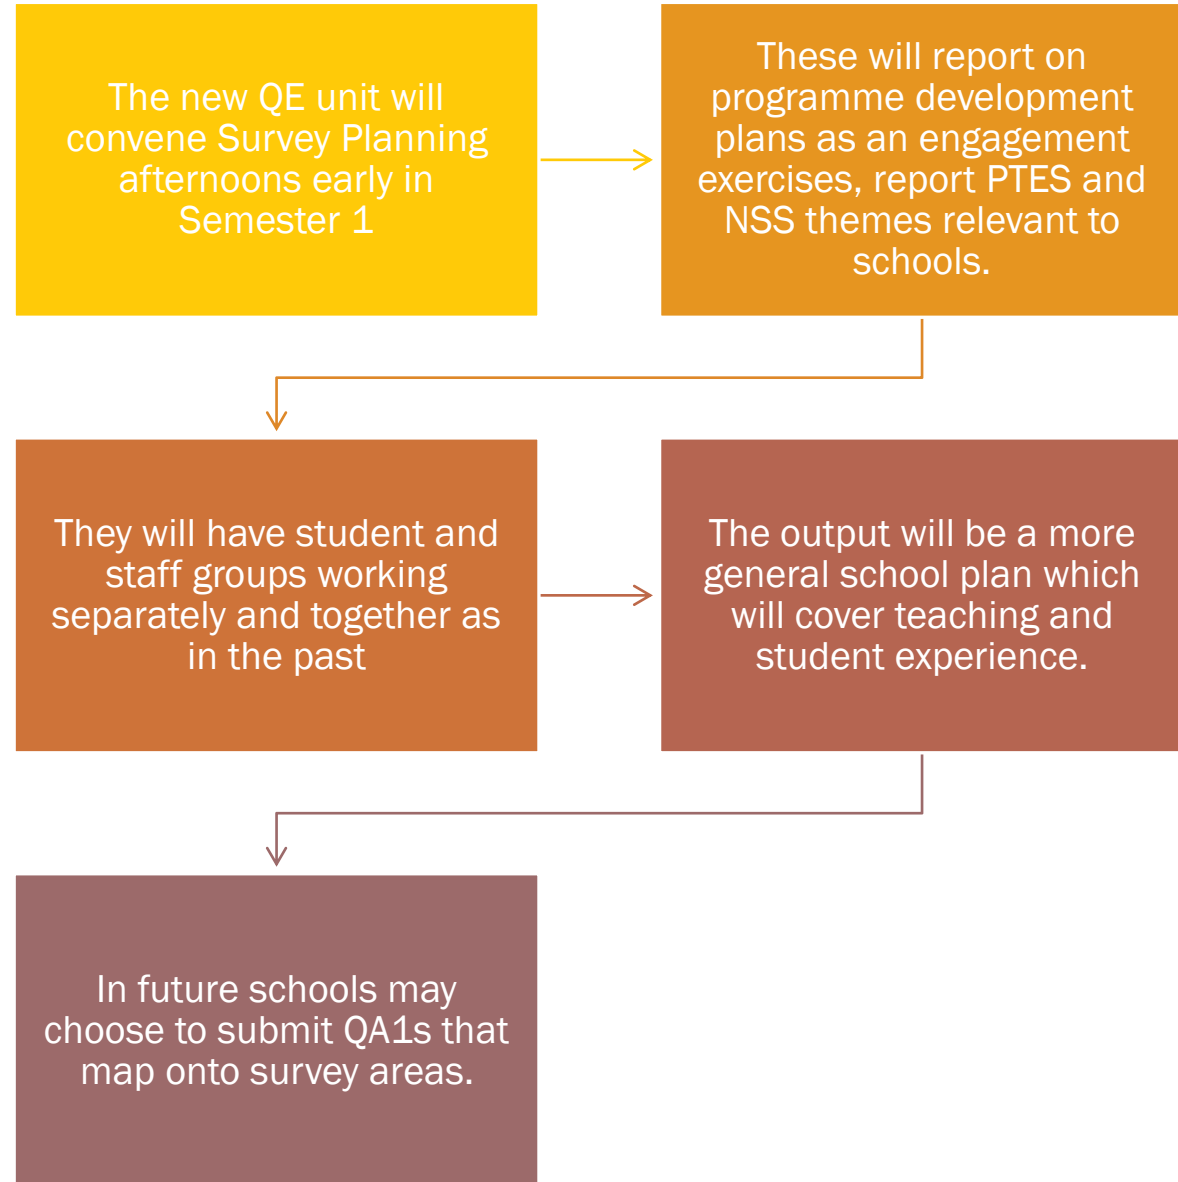 The new QE unit will
convene Survey Planning
afternoons early in
Semester 1
These will report on
programme development
plans as an engagement
exercises, report PTES and
NSS themes relevant to
schools.
They will have student and
staff groups working
separately and together as
in the past
The output will be a more
general school plan which
will cover teaching and
student experience.
In future schools may
choose to submit QA1s that
map onto survey areas.